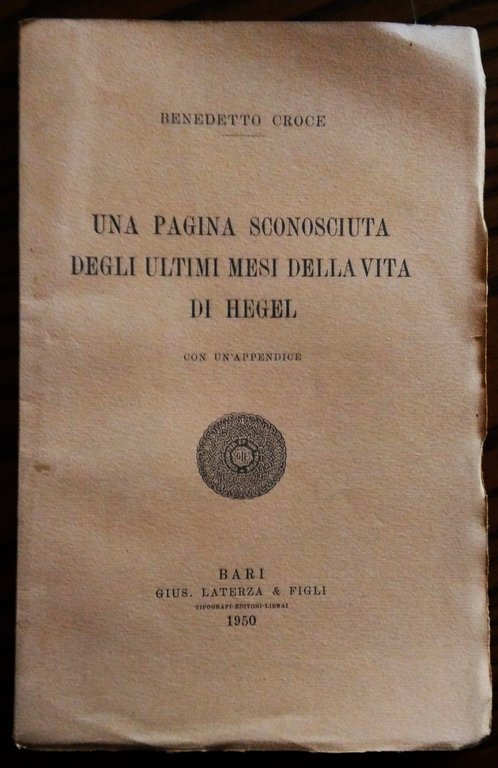 BENEDETTO CROCE
UNA PAGINA SCONOSCIUTA
DEGLI ULTIMI MESI DELLA VITA
DI HEGEL
CON UN'APPENDICE
BARI
GIUS. LATERZA & FIGLI
TIPOGRAFI-EDITORI-LIBRAI
1950